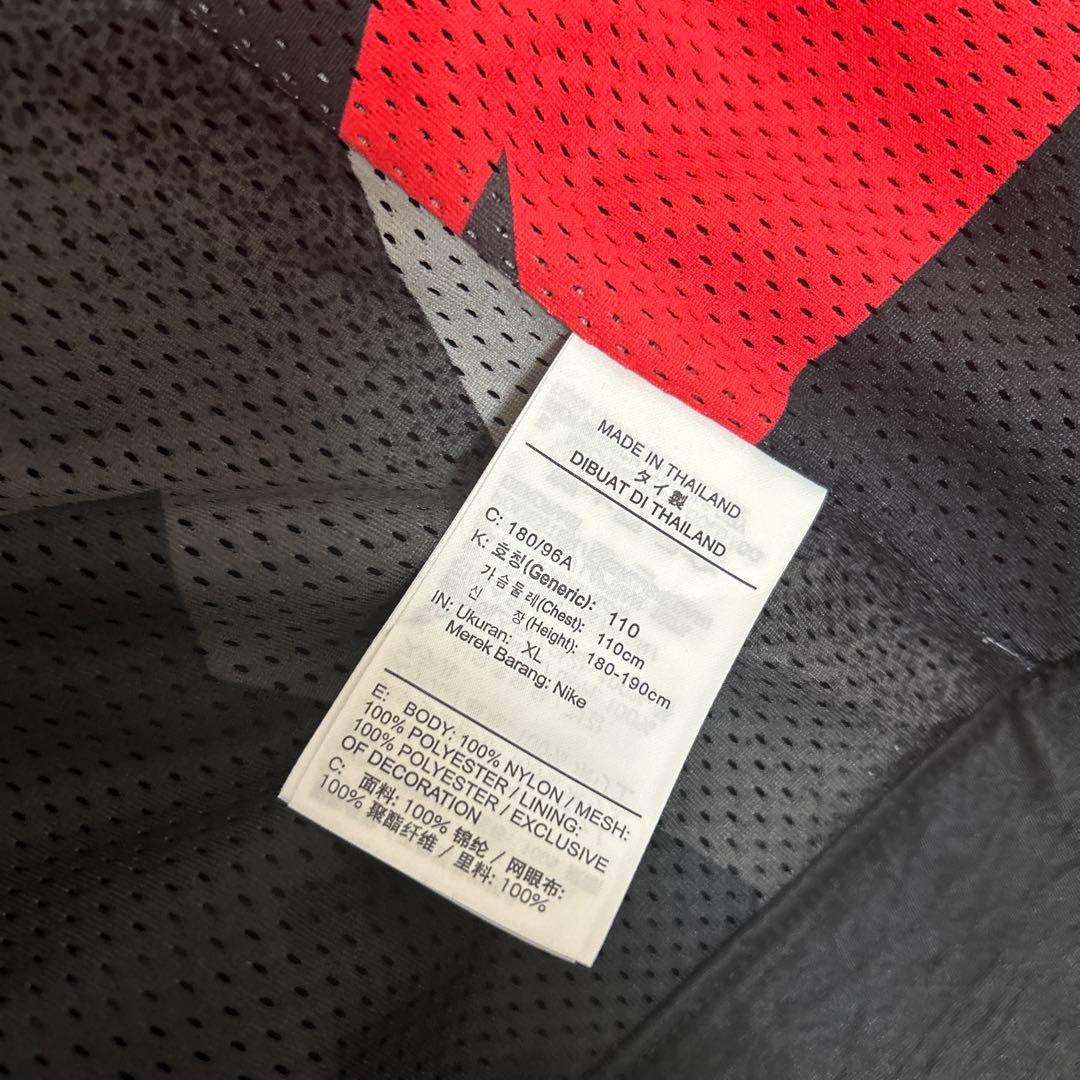 MADE IN THAILAND
タイ製
DIBUAT DI THAILAND
C: 180/96A
K: 호칭(Generic): 110
가슴둘레(Chest): 110cm
신 장(Height): 180-190cm
IN: Ukuran: XL
Merek Barang: Nike
E: BODY: 100% NYLON / MESH:
100% POLYESTER / LINING:
100% POLYESTER / EXCLUSIVE
OF DECORATION
C: 面料: 100% 锦纶 / 网眼布:
100% 聚酯纤维 / 里料: 100%